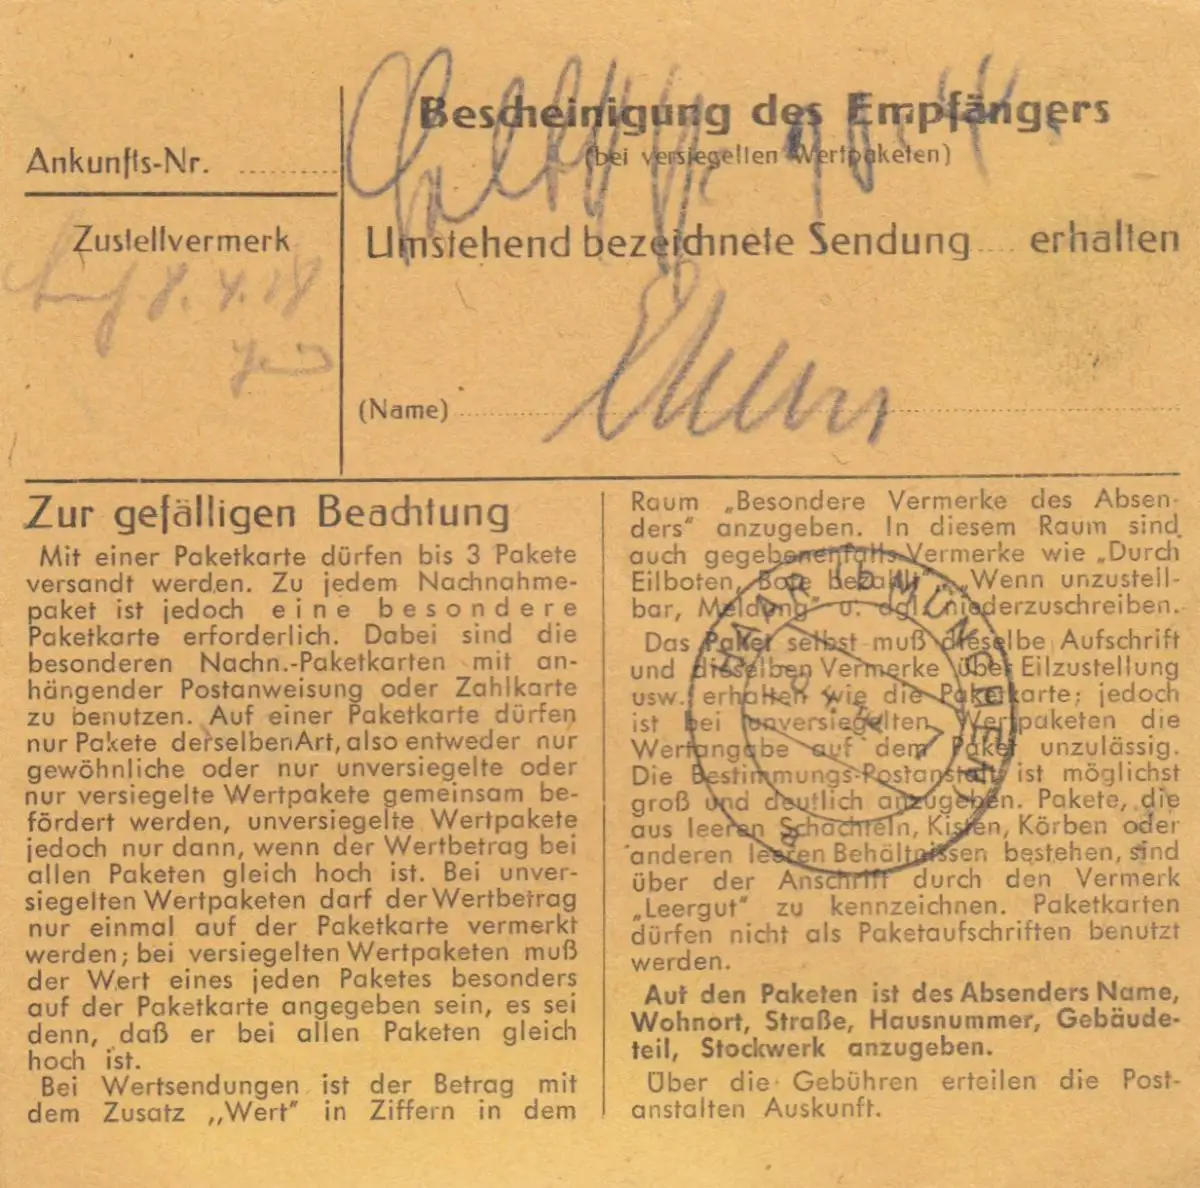 Ankunfts-Nr.
Zustellvermerk
8. 4. 48
Bescheinigung des Empfängers
(bei versiegelten Wertpaketen)
Umstehend bezeichnete Sendung erhalten
(Name)
Zur gefälligen Beachtung
Mit einer Paketkarte dürfen bis 3 Pakete
versandt werden. Zu jedem Nachnahme-
paket ist jedoch eine besondere
Paketkarte erforderlich. Dabei sind die
besonderen Nachn.-Paketkarten mit an-
hängender Postanweisung oder Zahlkarte
zu benutzen. Auf einer Paketkarte dürfen
nur Pakete derselben Art, also entweder nur
gewöhnliche oder nur unversiegelte oder
nur versiegelte Wertpakete gemeinsam be-
fördert werden, unversiegelte Wertpakete
jedoch nur dann, wenn der Wertbetrag bei
allen Paketen gleich hoch ist. Bei unver-
siegelten Wertpaketen darf der Wertbetrag
nur einmal auf der Paketkarte vermerkt
werden; bei versiegelten Wertpaketen muß
der Wert eines jeden Paketes besonders
auf der Paketkarte angegeben sein, es sei
denn, daß er bei allen Paketen gleich
hoch ist.
Bei Wertsendungen ist der Betrag mit
dem Zusatz ,,Wert" in Ziffern in dem
Raum „Besondere Vermerke des Absen-
ders" anzugeben. In diesem Raum sind
auch gegebenenfalls Vermerke wie „Durch
Eilboten, Bote bezahlt", „Wenn unzustell-
bar, Meldung" u. dgl. niederzuschreiben.
Das Paket selbst muß dieselbe Aufschrift
und dieselben Vermerke über Eilzustellung
usw. erhalten wie die Paketkarte; jedoch
ist bei unversiegelten Wertpaketen die
Wertangabe auf dem Paket unzulässig.
Die Bestimmungs-Postanstalt ist möglichst
groß und deutlich anzugeben. Pakete, die
aus leeren Schachteln, Kisten, Körben oder
anderen leeren Behältnissen bestehen, sind
über der Anschrift durch den Vermerk
„Leergut" zu kennzeichnen. Paketkarten
dürfen nicht als Paketaufschriften benutzt
werden.
Auf den Paketen ist des Absenders Name,
Wohnort, Straße, Hausnummer, Gebäude-
teil, Stockwerk anzugeben.
Über die Gebühren erteilen die Post-
anstalten Auskunft.
HAAR (B MÜNCHEN)
a